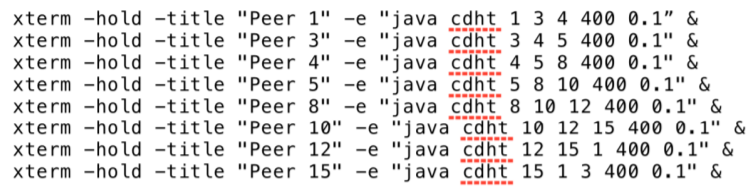 xterm -hold -title "Peer 1" -e "java cdht 1 3 4 400 0.1” &
xterm -hold -title "Peer 3" -e "java cdht 3 4 5 400 0.1" &
xterm -hold -title "Peer 4" -e "java cdht 4 5 8 400 0.1" &
xterm -hold -title "Peer 5" -e "java cdht 5 8 10 400 0.1" &
xterm -hold -title "Peer 8" -e "java cdht 8 10 12 400 0.1" &
xterm -hold -title "Peer 10" -e "java cdht 10 12 15 400 0.1" &
xterm -hold -title "Peer 12" -e "java cdht 12 15 1 400 0.1" &
xterm -hold -title "Peer 15" -e "java cdht 15 1 3 400 0.1" &